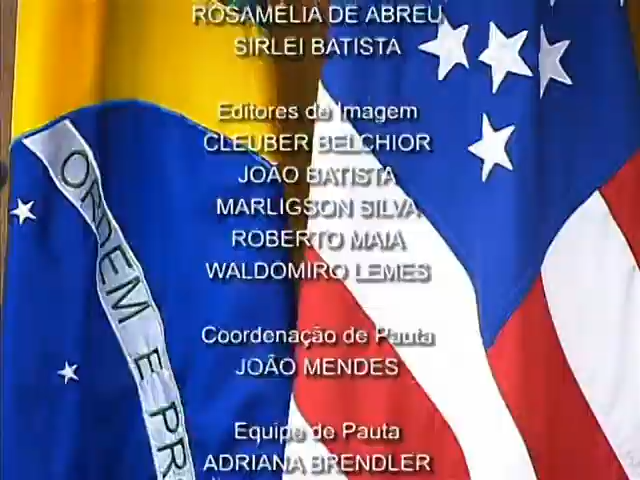 ROSAMÉLIA DE ABREU
SIRLEI BATISTA
Editores de Imagem
CLEUBER BELCHIOR
JOÃO BATISTA
MARLIGSON SILVA
ROBERTO MAIA
WALDOMIRO LEMES
Coordenação de Pauta
JOÃO MENDES
Equipe de Pauta
ADRIANA BRENDLER
ORDEM E PR